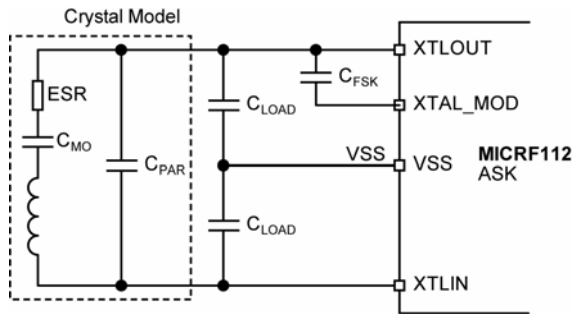 Crystal Model
XTLOUT
ESR
C_FSK
XTAL_MOD
C_LOAD
C_MO
C_PAR
VSS
VSS
MICRF112
ASK
C_LOAD
XTLIN